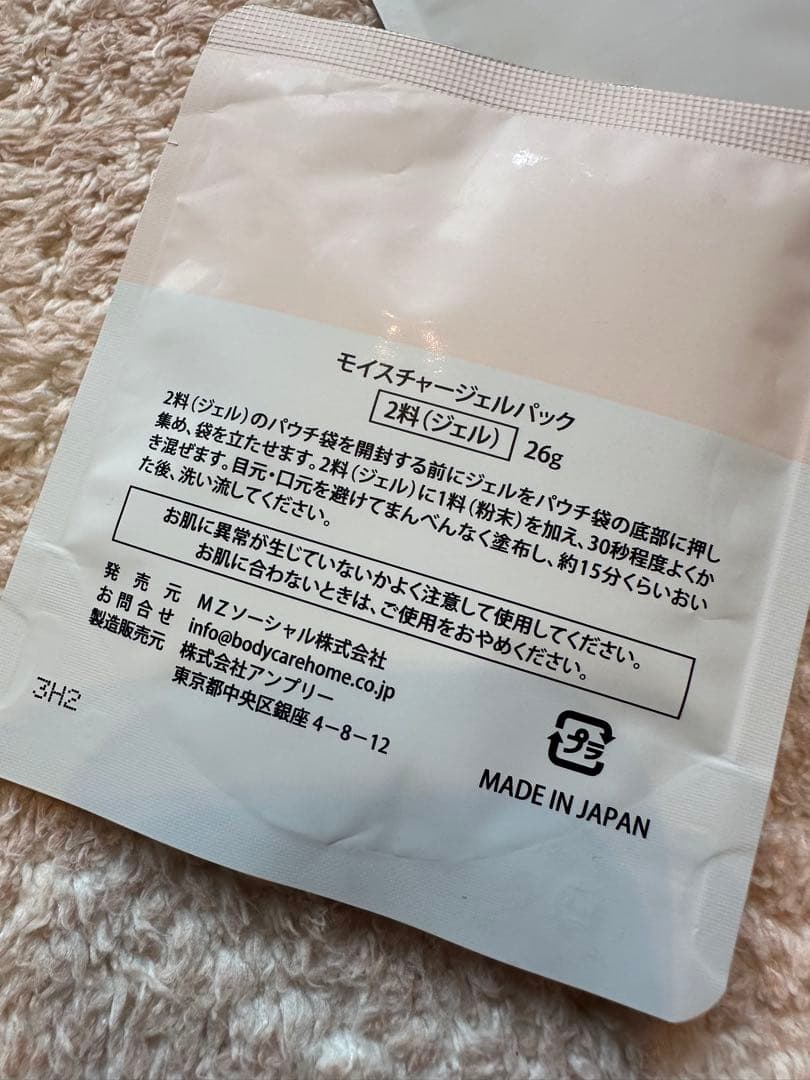 モイスチャージェルパック
2料(ジェル) 26g
2料(ジェル)のパウチ袋を開封する前にジェルをパウチ袋の底部に押し
集め、袋を立たせます。2料(ジェル)に1料(粉末)を加え、30秒程度よくか
き混ぜます。目元・口元を避けてまんべんなく塗布し、約15分くらいおい
た後、洗い流してください。
お肌に異常が生じていないかよく注意して使用してください。
お肌に合わないときは、ご使用をおやめください。
発売元 MZソーシャル株式会社
お問合せ info@bodycarehome.co.jp
製造販売元 株式会社アンプリー
東京都中央区銀座4-8-12
3H2
プラ
MADE IN JAPAN